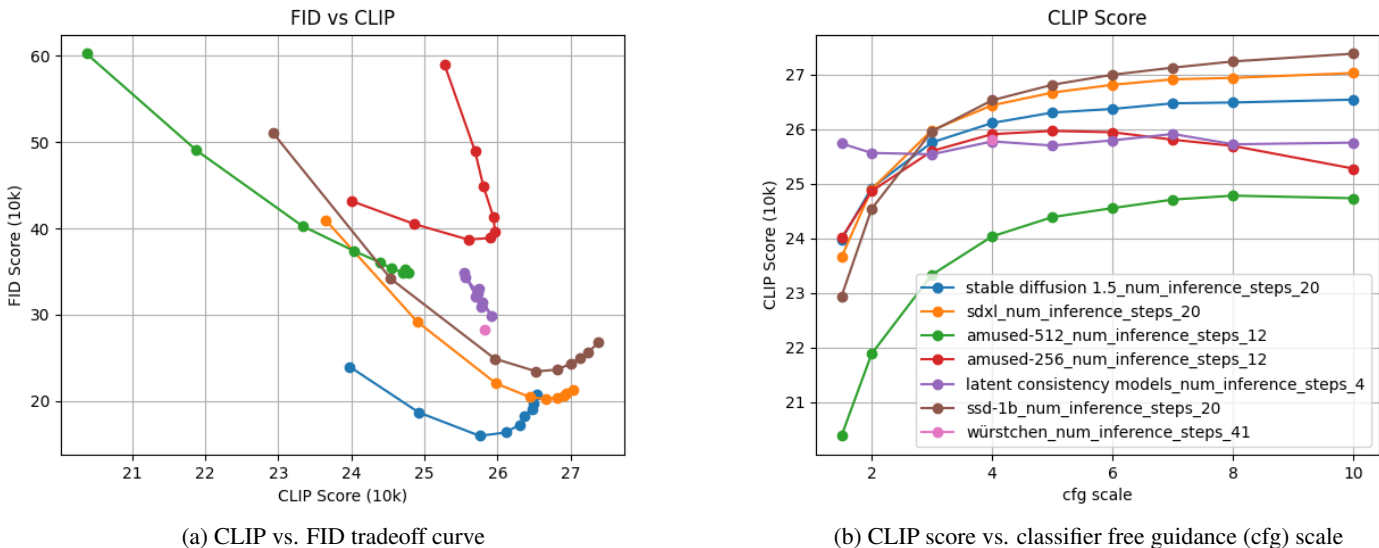 FID vs CLIP
60
50
40
30
20
FID Score (10k)
21 22 23 24 25 26 27
CLIP Score (10k)
(a) CLIP vs. FID tradeoff curve
CLIP Score
27
26
25
24
23
22
21
CLIP Score (10k)
stable diffusion 1.5_num_inference_steps_20
sdxl_num_inference_steps_20
amused-512_num_inference_steps_12
amused-256_num_inference_steps_12
latent consistency models_num_inference_steps_4
ssd-1b_num_inference_steps_20
würstchen_num_inference_steps_41
2 4 6 8 10
cfg scale
(b) CLIP score vs. classifier free guidance (cfg) scale